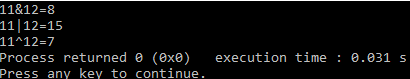 11&12=8
11|12=15
11^12=7
Process returned 0 (0x0)   execution time : 0.031 s
Press any key to continue.